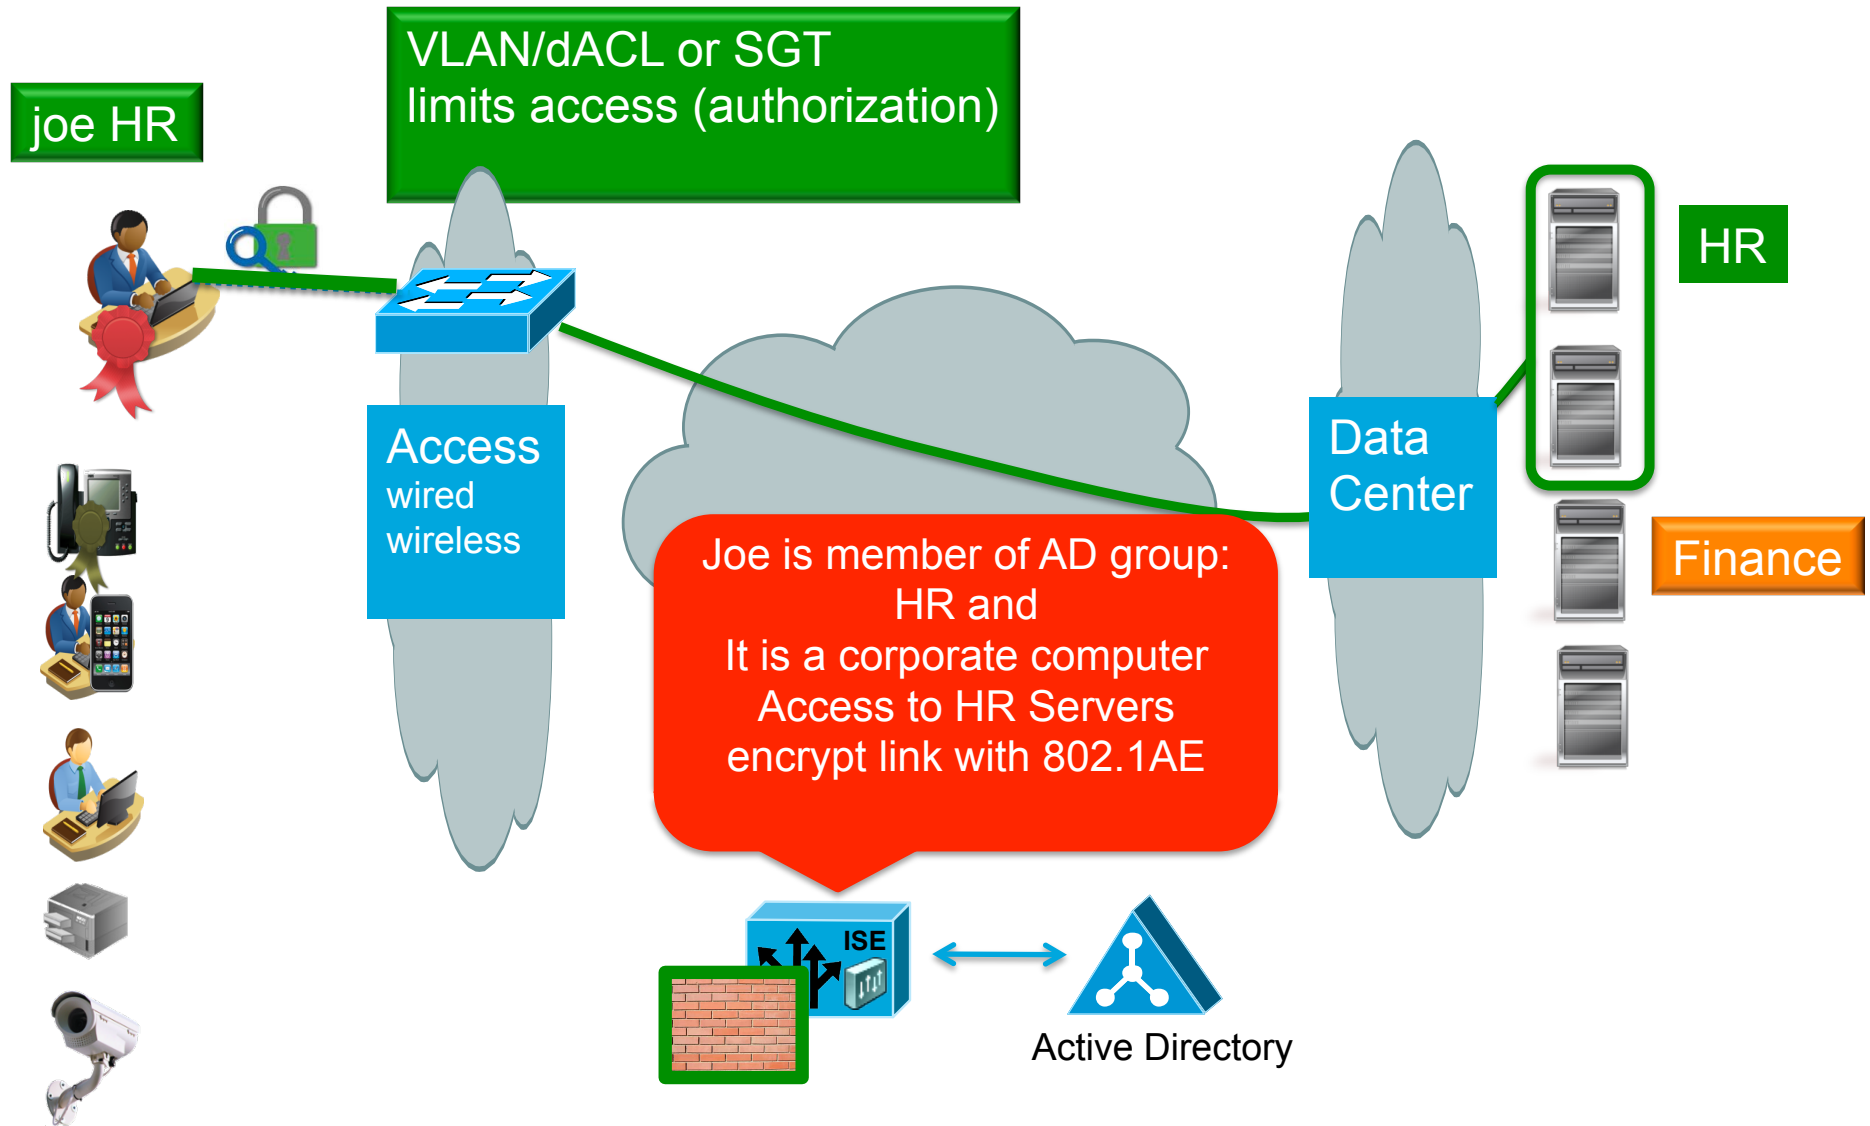 VLAN/dACL or SGT
limits access (authorization)
joe HR
HR
Access
wired
wireless
Data
Center
Finance
Joe is member of AD group:
HR and
It is a corporate computer
Access to HR Servers
encrypt link with 802.1AE
ISE
Active Directory